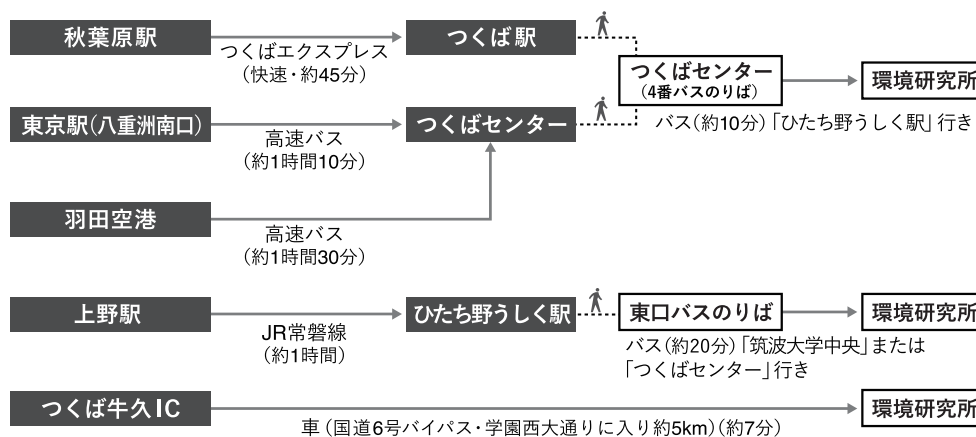 秋葉原駅
つくばエクスプレス
(快速・約45分)
つくば駅
つくばセンター
(4番バスのりば)
環境研究所
バス(約10分)「ひたち野うしく駅」行き
東京駅(八重洲南口)
高速バス
(約1時間10分)
つくばセンター
羽田空港
高速バス
(約1時間30分)
上野駅
JR常磐線
(約1時間)
ひたち野うしく駅
東口バスのりば
環境研究所
バス(約20分)「筑波大学中央」または
「つくばセンター」行き
つくば牛久IC
車(国道6号バイパス・学園西大通りに入り約5km)(約7分)
環境研究所